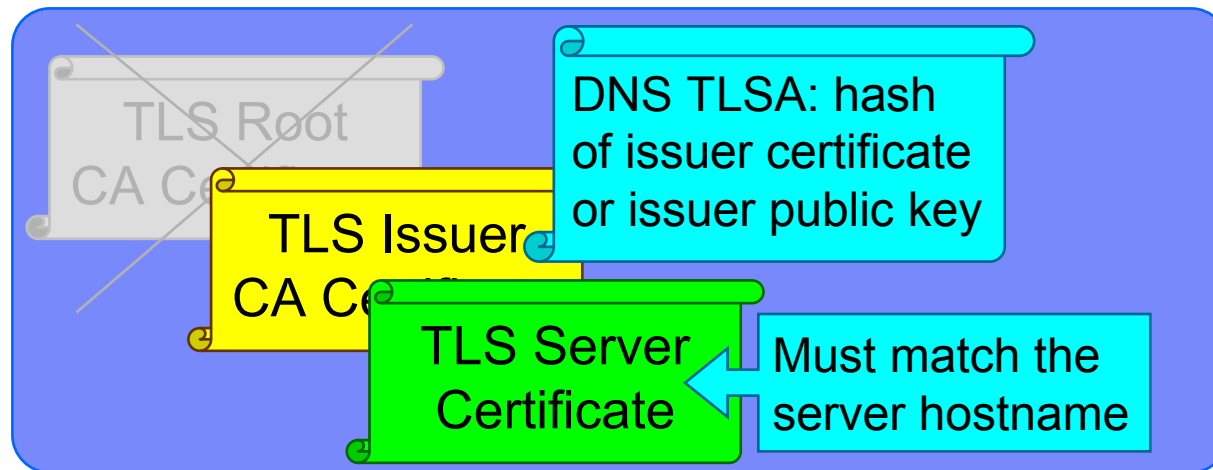 TLS Root
CA Ce
TLS Issuer
CA Ce
TLS Server
Certificate
DNS TLSA: hash
of issuer certificate
or issuer public key
Must match the
server hostname